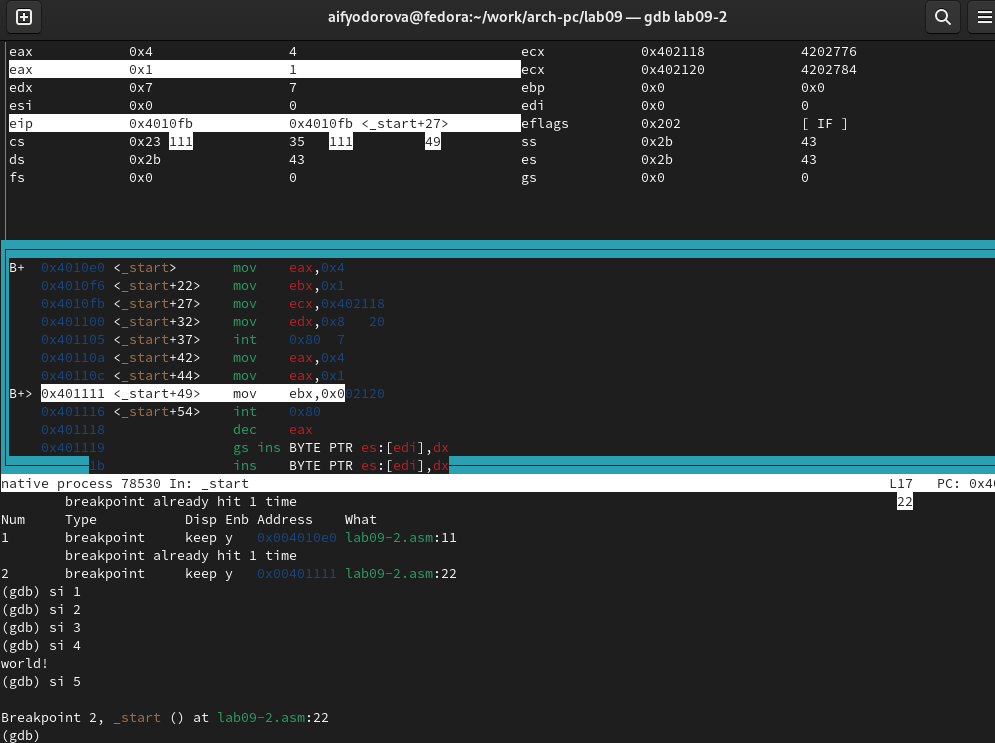 aifyodorova@fedora:~/work/arch-pc/lab09 — gdb lab09-2
eax 0x4 4 ecx 0x402118 4202776
eax 0x1 1 ecx 0x402120 4202784
edx 0x7 7 ebp 0x0 0x0
esi 0x0 0 edi 0x0 0
eip 0x4010fb 0x4010fb <_start+27> eflags 0x202 [ IF ]
cs 0x23 111 35 111 49 ss 0x2b 43
ds 0x2b 43 es 0x2b 43
fs 0x0 0 gs 0x0 0
B+ 0x4010e0 <_start> mov eax,0x4
0x4010f6 <_start+22> mov ebx,0x1
0x4010fb <_start+27> mov ecx,0x402118
0x401100 <_start+32> mov edx,0x8 20
0x401105 <_start+37> int 0x80 7
0x40110a <_start+42> mov eax,0x4
0x40110c <_start+44> mov eax,0x1
B+> 0x401111 <_start+49> mov ebx,0x002120
0x401116 <_start+54> int 0x80
0x401118 dec eax
0x401119 gs ins BYTE PTR es:[edi],dx
1b ins BYTE PTR es:[edi],dx
native process 78530 In: _start L17 PC: 0x40
breakpoint already hit 1 time 22
Num Type Disp Enb Address What
1 breakpoint keep y 0x004010e0 lab09-2.asm:11
breakpoint already hit 1 time
2 breakpoint keep y 0x00401111 lab09-2.asm:22
(gdb) si 1
(gdb) si 2
(gdb) si 3
(gdb) si 4
world!
(gdb) si 5
Breakpoint 2, _start () at lab09-2.asm:22
(gdb)